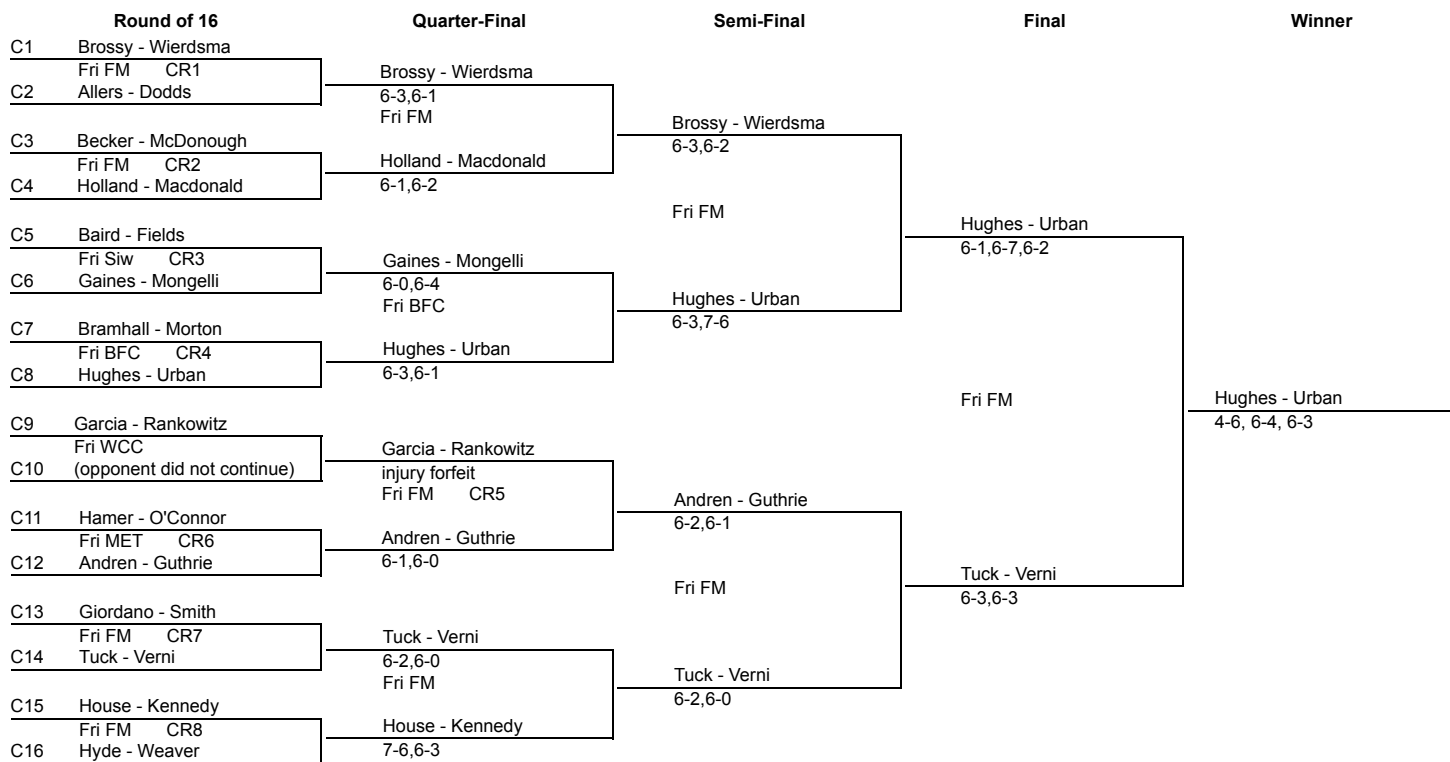 Round of 16 Quarter-Final Semi-Final Final Winner
C1 Brossy - Wierdsma
Fri FM CR1
C2 Allers - Dodds
C3 Becker - McDonough
Fri FM CR2
C4 Holland - Macdonald
C5 Baird - Fields
Fri Siw CR3
C6 Gaines - Mongelli
C7 Bramhall - Morton
Fri BFC CR4
C8 Hughes - Urban
C9 Garcia - Rankowitz
Fri WCC
C10 (opponent did not continue)
C11 Hamer - O'Connor
Fri MET CR6
C12 Andren - Guthrie
C13 Giordano - Smith
Fri FM CR7
C14 Tuck - Verni
C15 House - Kennedy
Fri FM CR8
C16 Hyde - Weaver
Brossy - Wierdsma
6-3,6-1
Fri FM
Holland - Macdonald
6-1,6-2
Gaines - Mongelli
6-0,6-4
Fri BFC
Hughes - Urban
6-3,6-1
Garcia - Rankowitz
injury forfeit
Fri FM CR5
Andren - Guthrie
6-1,6-0
Tuck - Verni
6-2,6-0
Fri FM
House - Kennedy
7-6,6-3
Brossy - Wierdsma
6-3,6-2
Fri FM
Hughes - Urban
6-3,7-6
Andren - Guthrie
6-2,6-1
Fri FM
Tuck - Verni
6-2,6-0
Hughes - Urban
6-1,6-7,6-2
Fri FM
Tuck - Verni
6-3,6-3
Hughes - Urban
4-6, 6-4, 6-3